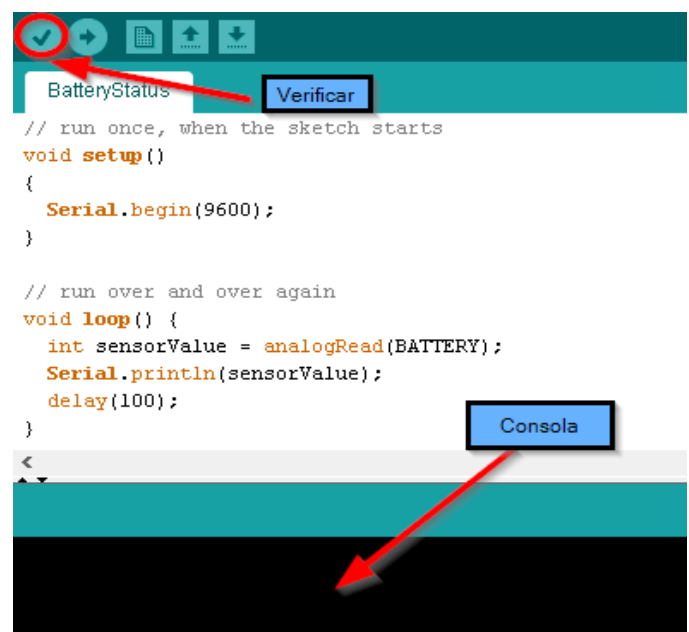 BatteryStatus
Verificar
// run once, when the sketch starts
void setup()
{
  Serial.begin(9600);
}

// run over and over again
void loop() {
  int sensorValue = analogRead(BATTERY);
  Serial.println(sensorValue);
  delay(100);
}
Consola